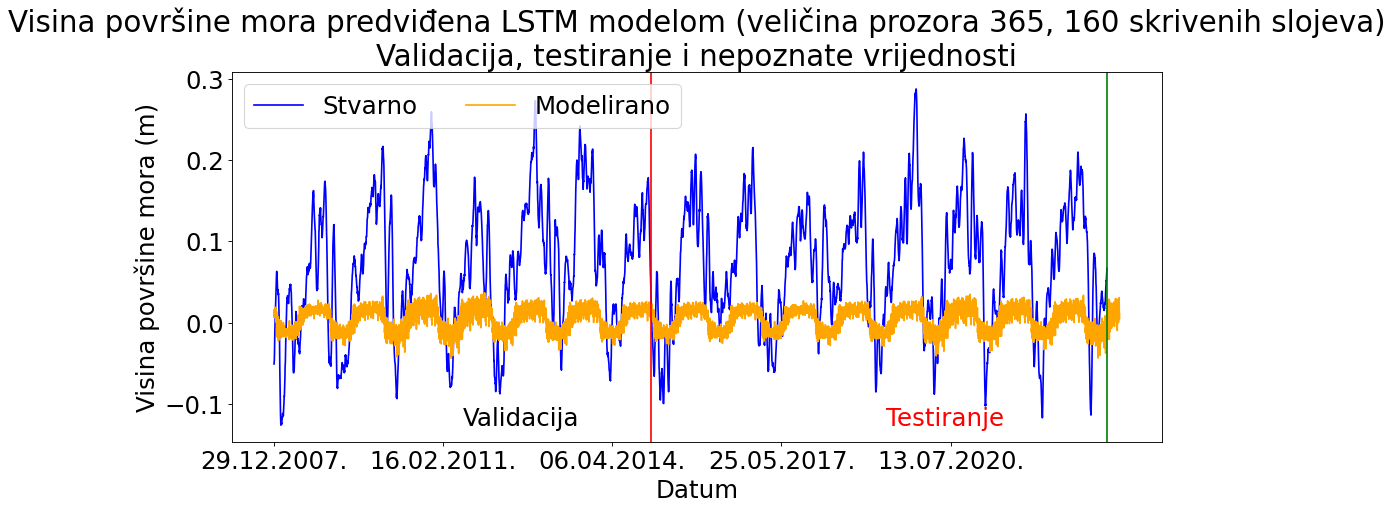 Visina površine mora predviđena LSTM modelom (veličina prozora 365, 160 skrivenih slojeva)
Validacija, testiranje i nepoznate vrijednosti
Stvarno
Modelirano
Visina površine mora (m)
0.3
0.2
0.1
0.0
−0.1
Validacija
Testiranje
29.12.2007.
16.02.2011.
06.04.2014.
25.05.2017.
13.07.2020.
Datum